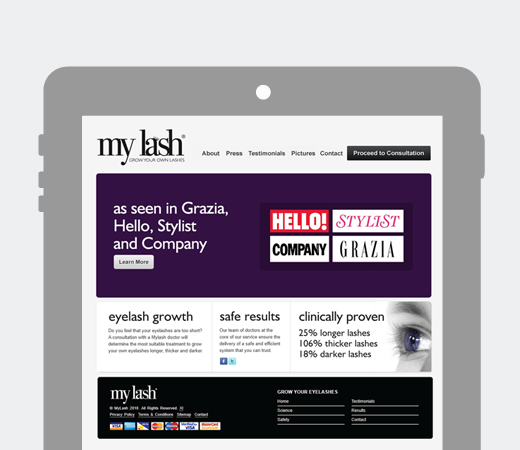 my lash®
GROW YOUR OWN LASHES
About Press Testimonials Pictures Contact Proceed to Consultation
as seen in Grazia,
Hello, Stylist
and Company
Learn More
HELLO! STYLIST
COMPANY GRAZIA
eyelash growth
Do you feel that your eyelashes are too short?
A consultation with a Mylash doctor will
determine the most suitable treatment to grow
your own eyelashes longer, thicker and darker.
safe results
Our team of doctors at the
core of our service ensure the
delivery of a safe and efficient
system that you can trust.
clinically proven
25% longer lashes
106% thicker lashes
18% darker lashes
my lash
© MyLash 2010. All Rights Reserved.
Privacy Policy Terms & Conditions Sitemap Contact
GROW YOUR EYELASHES
Home Testimonials
Science Results
Safety Contact